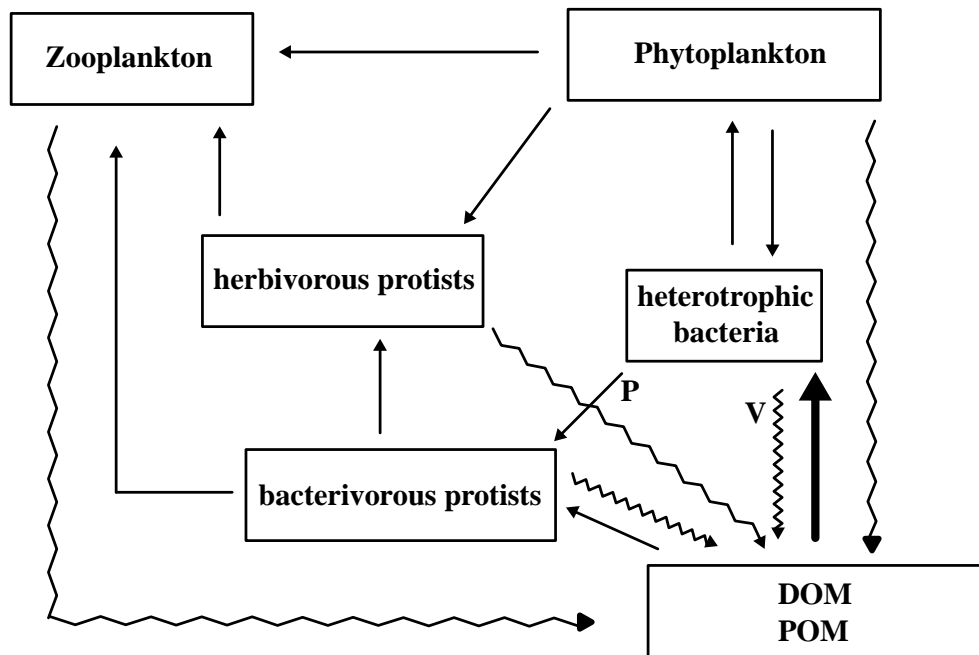 Zooplankton
Phytoplankton
herbivorous protists
heterotrophic
bacteria
P
V
bacterivorous protists
DOM
POM